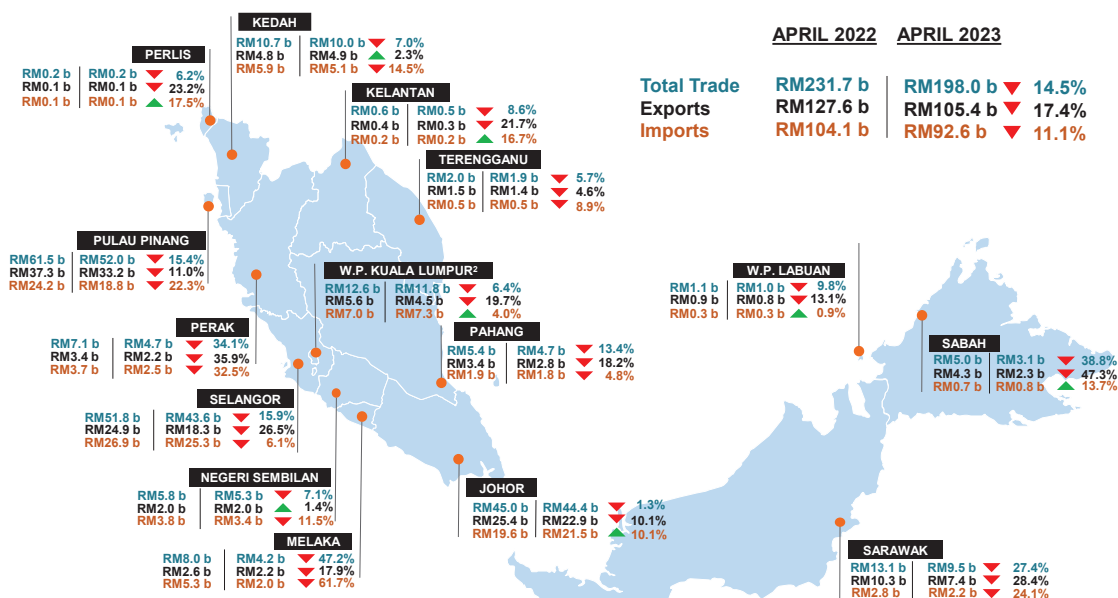 APRIL 2022 APRIL 2023
Total Trade RM231.7 b RM198.0 b 14.5%
Exports RM127.6 b RM105.4 b 17.4%
Imports RM104.1 b RM92.6 b 11.1%
KEDAH
RM10.7 b RM10.0 b 7.0%
RM4.8 b RM4.9 b 2.3%
RM5.9 b RM5.1 b 14.5%
PERLIS
RM0.2 b RM0.2 b 6.2%
RM0.1 b RM0.1 b 23.2%
RM0.1 b RM0.1 b 17.5%
KELANTAN
RM0.6 b RM0.5 b 8.6%
RM0.4 b RM0.3 b 21.7%
RM0.2 b RM0.2 b 16.7%
TERENGGANU
RM2.0 b RM1.9 b 5.7%
RM1.5 b RM1.4 b 4.6%
RM0.5 b RM0.5 b 8.9%
PULAU PINANG
RM61.5 b RM52.0 b 15.4%
RM37.3 b RM33.2 b 11.0%
RM24.2 b RM18.8 b 22.3%
W.P. KUALA LUMPUR²
RM12.6 b RM11.8 b 6.4%
RM5.6 b RM4.5 b 19.7%
RM7.0 b RM7.3 b 4.0%
W.P. LABUAN
RM1.1 b RM1.0 b 9.8%
RM0.9 b RM0.8 b 13.1%
RM0.3 b RM0.3 b 0.9%
PERAK
RM7.1 b RM4.7 b 34.1%
RM3.4 b RM2.2 b 35.9%
RM3.7 b RM2.5 b 32.5%
PAHANG
RM5.4 b RM4.7 b 13.4%
RM3.4 b RM2.8 b 18.2%
RM1.9 b RM1.8 b 4.8%
SABAH
RM5.0 b RM3.1 b 38.8%
RM4.3 b RM2.3 b 47.3%
RM0.7 b RM0.8 b 13.7%
SELANGOR
RM51.8 b RM43.6 b 15.9%
RM24.9 b RM18.3 b 26.5%
RM26.9 b RM25.3 b 6.1%
NEGERI SEMBILAN
RM5.8 b RM5.3 b 7.1%
RM2.0 b RM2.0 b 1.4%
RM3.8 b RM3.4 b 11.5%
JOHOR
RM45.0 b RM44.4 b 1.3%
RM25.4 b RM22.9 b 10.1%
RM19.6 b RM21.5 b 10.1%
MELAKA
RM8.0 b RM4.2 b 47.2%
RM2.6 b RM2.2 b 17.9%
RM5.3 b RM2.0 b 61.7%
SARAWAK
RM13.1 b RM9.5 b 27.4%
RM10.3 b RM7.4 b 28.4%
RM2.8 b RM2.2 b 24.1%